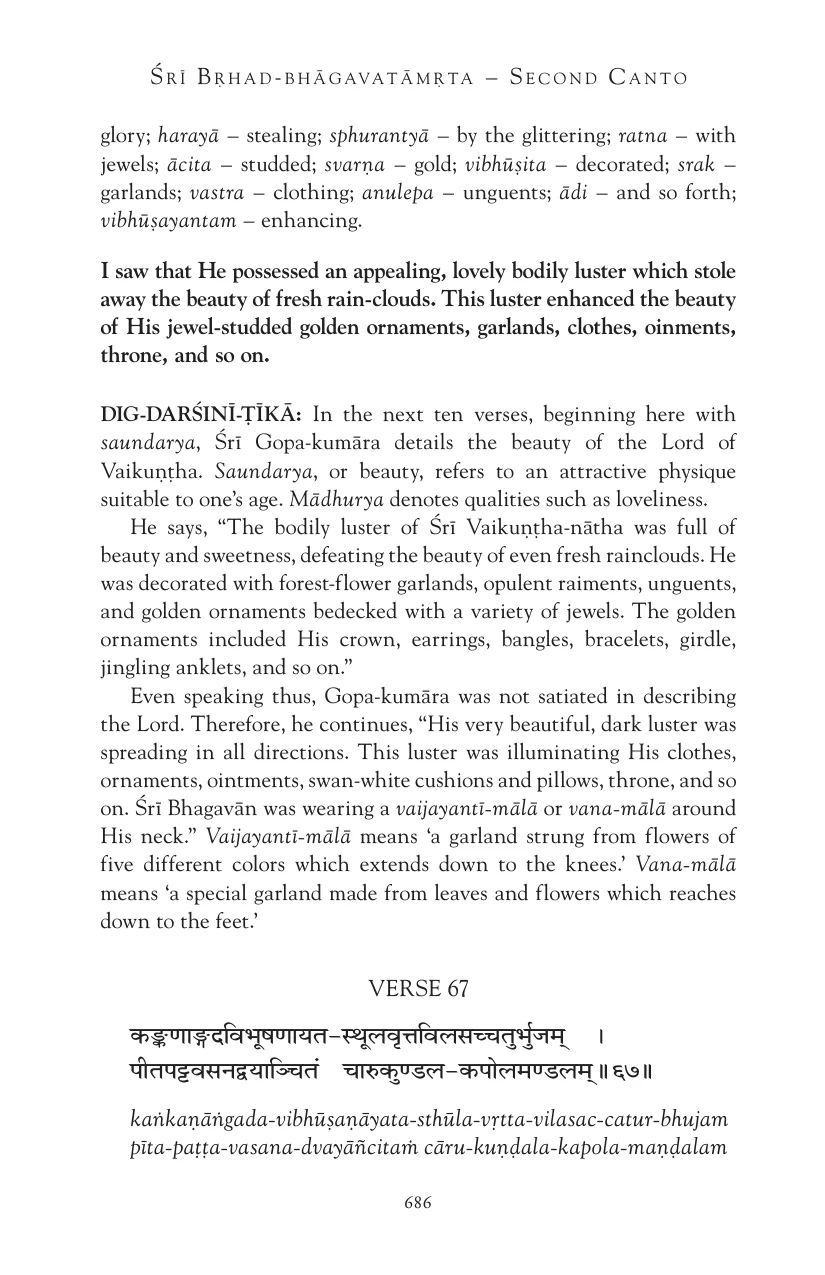 ŚRĪ BṚHAD-BHĀGAVATĀMṚTA – SECOND CANTO
glory; harayā – stealing; sphurantyā – by the glittering; ratna – with
jewels; ācita – studded; svarṇa – gold; vibhūṣita – decorated; srak –
garlands; vastra – clothing; anulepa – unguents; ādi – and so forth;
vibhūṣayantam – enhancing.
I saw that He possessed an appealing, lovely bodily luster which stole
away the beauty of fresh rain-clouds. This luster enhanced the beauty
of His jewel-studded golden ornaments, garlands, clothes, oinments,
throne, and so on.
DIG-DARŚINĪ-ṬĪKĀ: In the next ten verses, beginning here with
saundarya, Śrī Gopa-kumāra details the beauty of the Lord of
Vaikuṇṭha. Saundarya, or beauty, refers to an attractive physique
suitable to one’s age. Mādhurya denotes qualities such as loveliness.
He says, “The bodily luster of Śrī Vaikuṇṭha-nātha was full of
beauty and sweetness, defeating the beauty of even fresh rainclouds. He
was decorated with forest-flower garlands, opulent raiments, unguents,
and golden ornaments bedecked with a variety of jewels. The golden
ornaments included His crown, earrings, bangles, bracelets, girdle,
jingling anklets, and so on.”
Even speaking thus, Gopa-kumāra was not satiated in describing
the Lord. Therefore, he continues, “His very beautiful, dark luster was
spreading in all directions. This luster was illuminating His clothes,
ornaments, ointments, swan-white cushions and pillows, throne, and so
on. Śrī Bhagavān was wearing a vaijayantī-mālā or vana-mālā around
His neck.” Vaijayantī-mālā means ‘a garland strung from flowers of
five different colors which extends down to the knees.’ Vana-mālā
means ‘a special garland made from leaves and flowers which reaches
down to the feet.’
VERSE 67
कङ्कणाङ्गदविभूषणायत–स्थूलवृत्तविलसच्चतुर्भुजम् ।
पीतपट्टवसनद्वयाञ्चितं चारुकुण्डल–कपोलमण्डलम्॥६७॥
kaṅkaṇāṅgada-vibhūṣaṇāyata-sthūla-vṛtta-vilasac-catur-bhujam
pīta-paṭṭa-vasana-dvayāñcitaṁ cāru-kuṇḍala-kapola-maṇḍalam
686